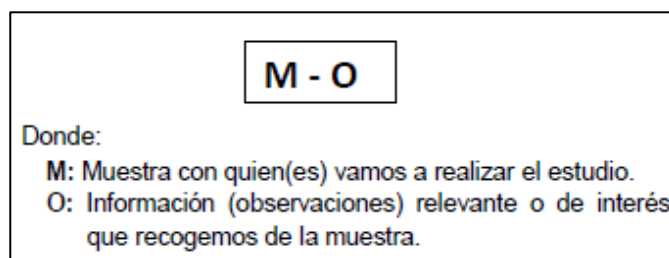 M - O
Donde:
M: Muestra con quien(es) vamos a realizar el estudio.
O: Información (observaciones) relevante o de interés
que recogemos de la muestra.